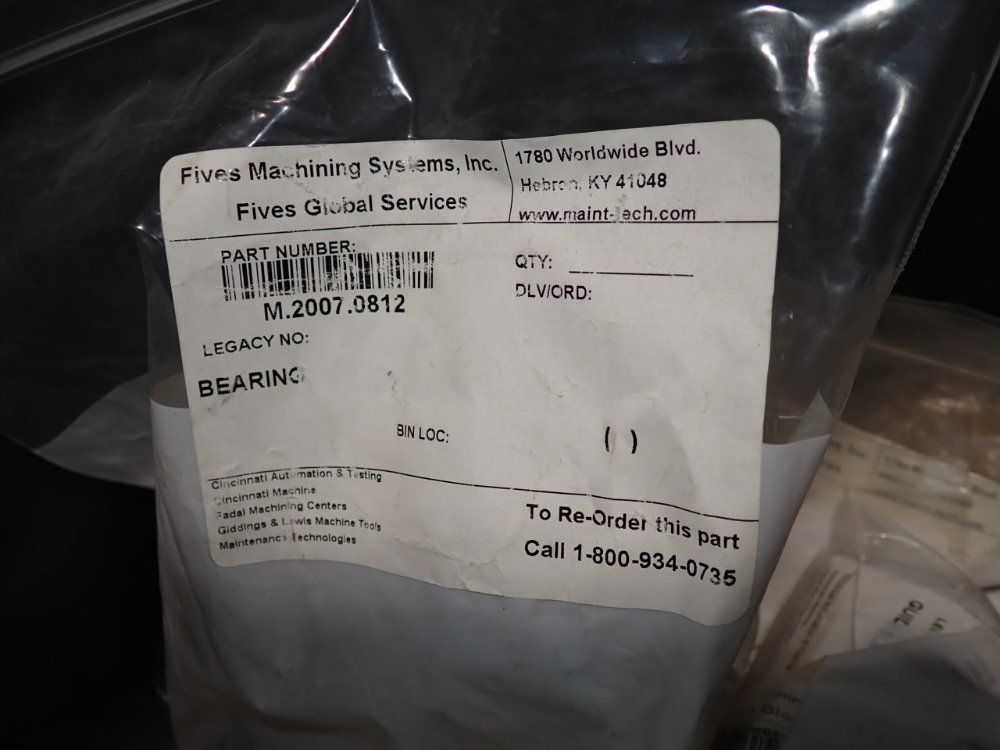 Fives Machining Systems, Inc.
Fives Global Services
1780 Worldwide Blvd.
Hebron, KY 41048
www.maint-tech.com
PART NUMBER:
M.2007.0812
QTY:
DLV/ORD:
LEGACY NO:
BEARING
BIN LOC:
( )
Cincinnati Automation & Testing
Cincinnati Machine
Fadal Machining Centers
Giddings & Lewis Machine Tools
Maintenance Technologies
To Re-Order this part
Call 1-800-934-0735